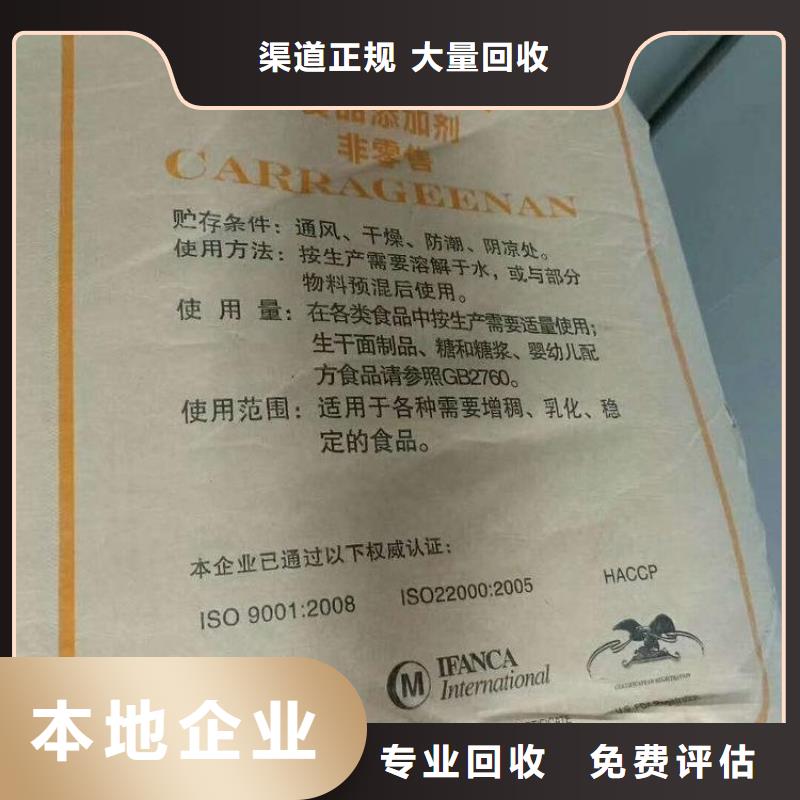 渠道正规 大量回收
食品添加剂
非零售
CARRAGEENAN
贮存条件：通风、干燥、防潮、阴凉处。
使用方法：按生产需要溶解于水，或与部分
物料预混后使用。
使 用 量：在各类食品中按生产需要适量使用；
生干面制品、糖和糖浆、婴幼儿配
方食品请参照GB2760。
使用范围：适用于各种需要增稠、乳化、稳
定的食品。
本企业已通过以下权威认证：
ISO 9001:2008 ISO22000:2005 HACCP
M IFANCA
International
本地企业
专业回收 免费评估